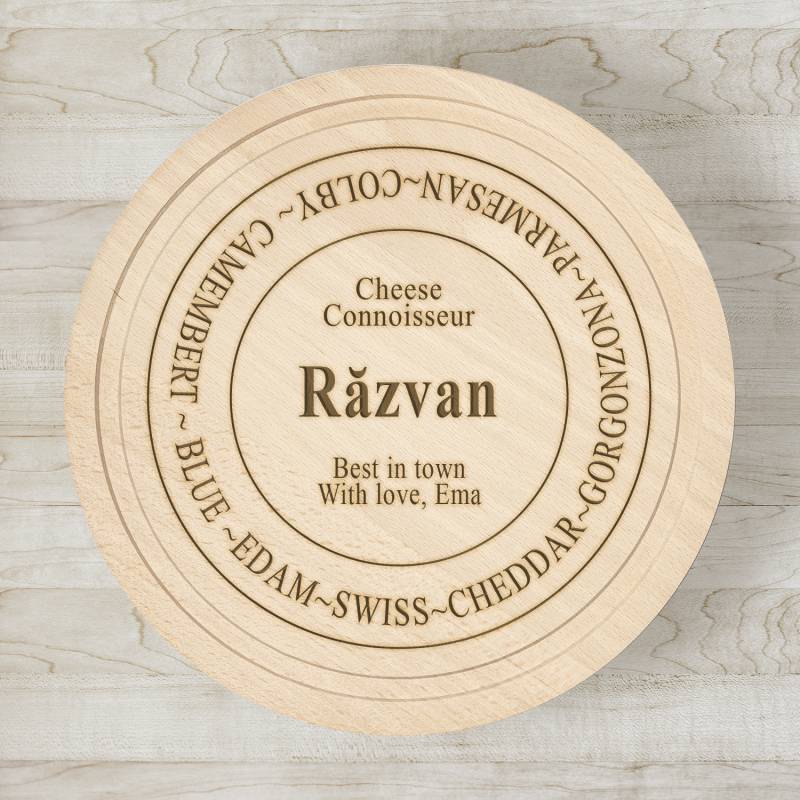 Cheese
Connoisseur
Răzvan
Best in town
With love, Ema
CAMEMBERT ~ BLUE ~EDAM~SWISS~CHEDDAR~GORGONZONA~PARMESAN~COLBY ~